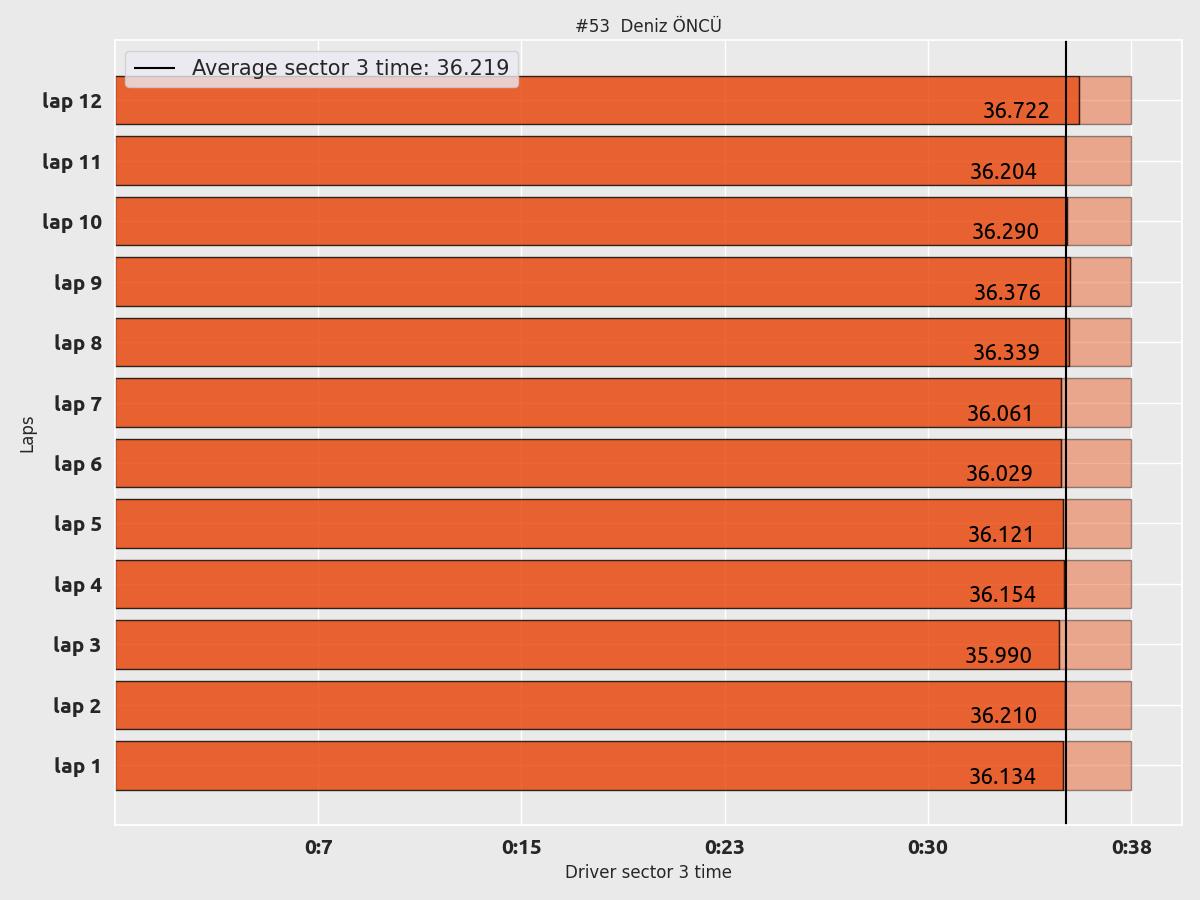 #53  Deniz ÖNCÜ
Average sector 3 time: 36.219
lap 12 36.722
lap 11 36.204
lap 10 36.290
lap 9 36.376
lap 8 36.339
lap 7 36.061
lap 6 36.029
lap 5 36.121
lap 4 36.154
lap 3 35.990
lap 2 36.210
lap 1 36.134
Laps
0:7 0:15 0:23 0:30 0:38
Driver sector 3 time